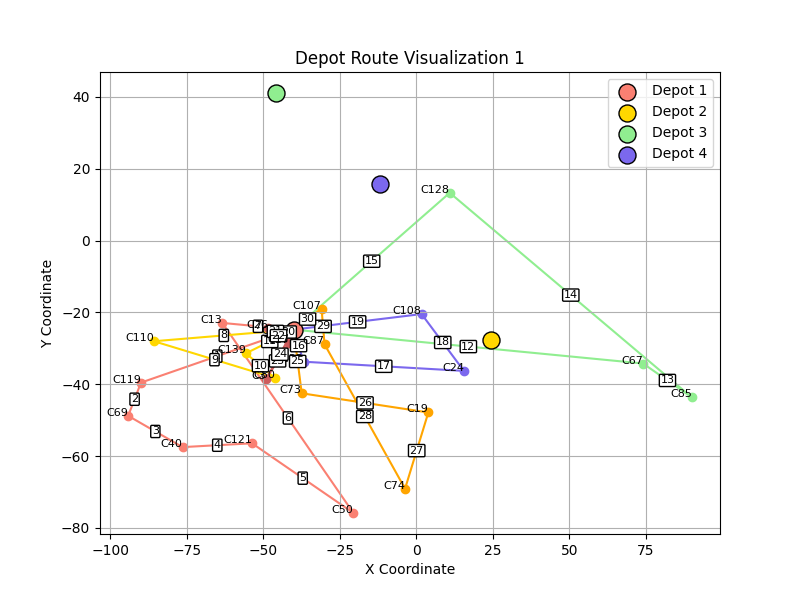 Depot Route Visualization 1
Depot 1
Depot 2
Depot 3
Depot 4
Y Coordinate
40
20
0
−20
−40
−60
−80
−100
−75
−50
−25
0
25
50
75
X Coordinate
C128
15
14
C107
30
29
19
C108
18
12
C13
8
C110
9
C139
22
24
10
16
25
C87
17
C24
C67
13
C85
C119
2
C69
3
C40
4
C121
5
6
C50
C73
26
28
C19
27
C74